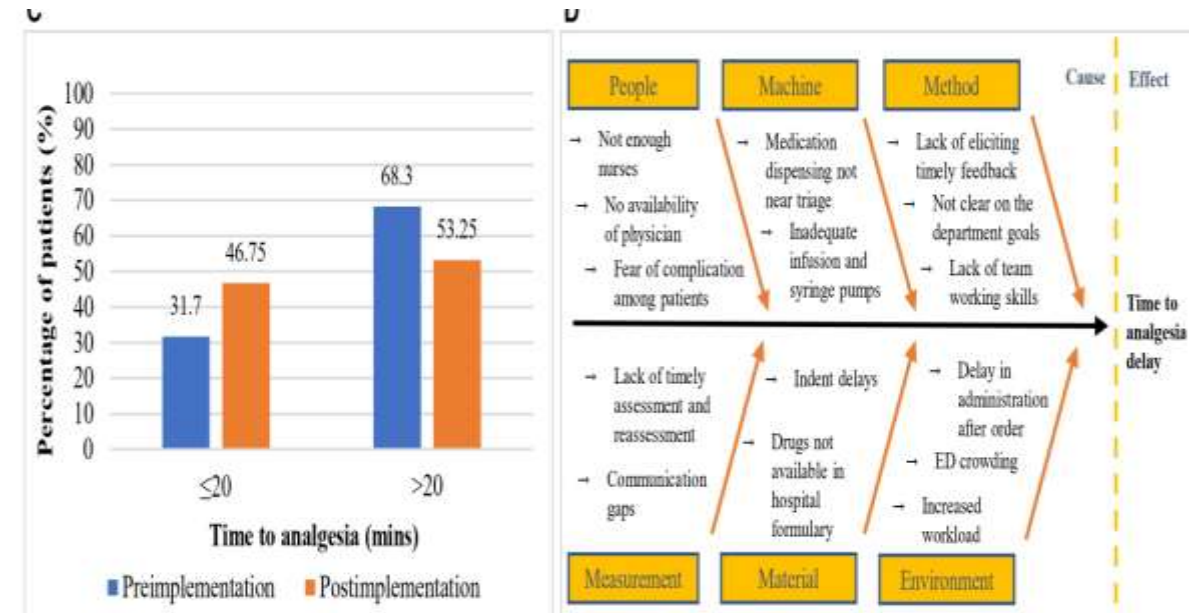 C
Percentage of patients (%)
100
90
80
70
60
50
40
30
20
10
0
31.7
46.75
68.3
53.25
≤20
>20
Time to analgesia (mins)
Preimplementation
Postimplementation
D
People
Machine
Method
Cause
Effect
→ Not enough
nurses
→ No availability
of physician
→ Fear of complication
among patients
→ Medication
dispensing not
near triage
→ Inadequate
infusion and
syringe pumps
→ Lack of eliciting
timely feedback
→ Not clear on the
department goals
→ Lack of team
working skills
Time to
analgesia
delay
→ Lack of timely
assessment and
reassessment
→ Communication
gaps
→ Indent delays
→ Drugs not
available in
hospital
formulary
→ Delay in
administration
after order
→ ED crowding
→ Increased
workload
Measurement
Material
Environment